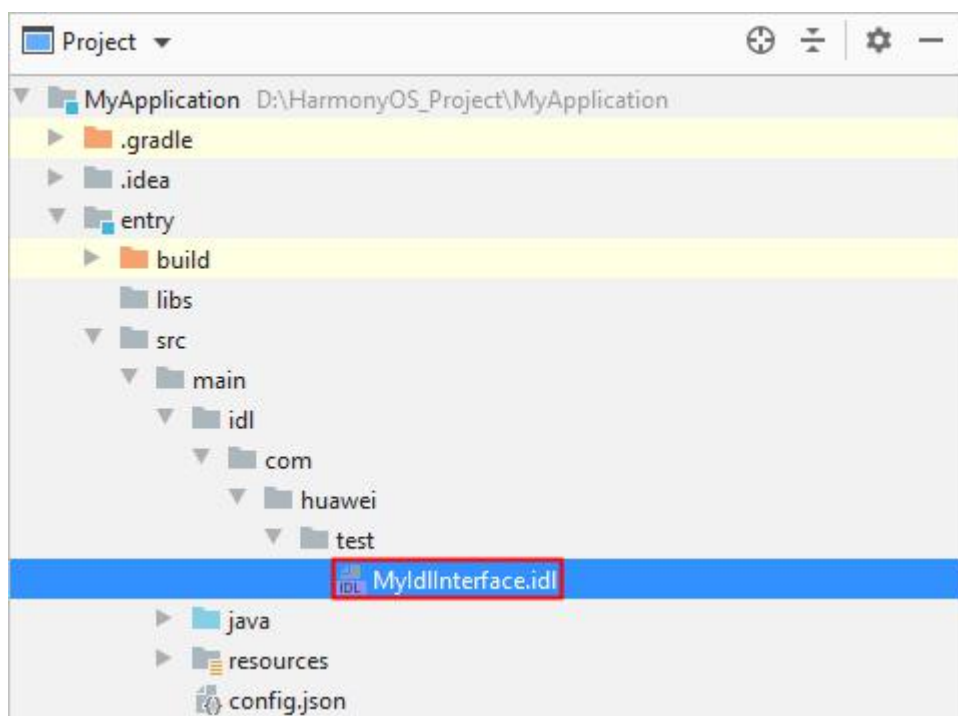 Project
MyApplication D:\HarmonyOS_Project\MyApplication
.gradle
.idea
entry
build
libs
src
main
idl
com
huawei
test
IDL MyIdlInterface.idl
java
resources
config.json